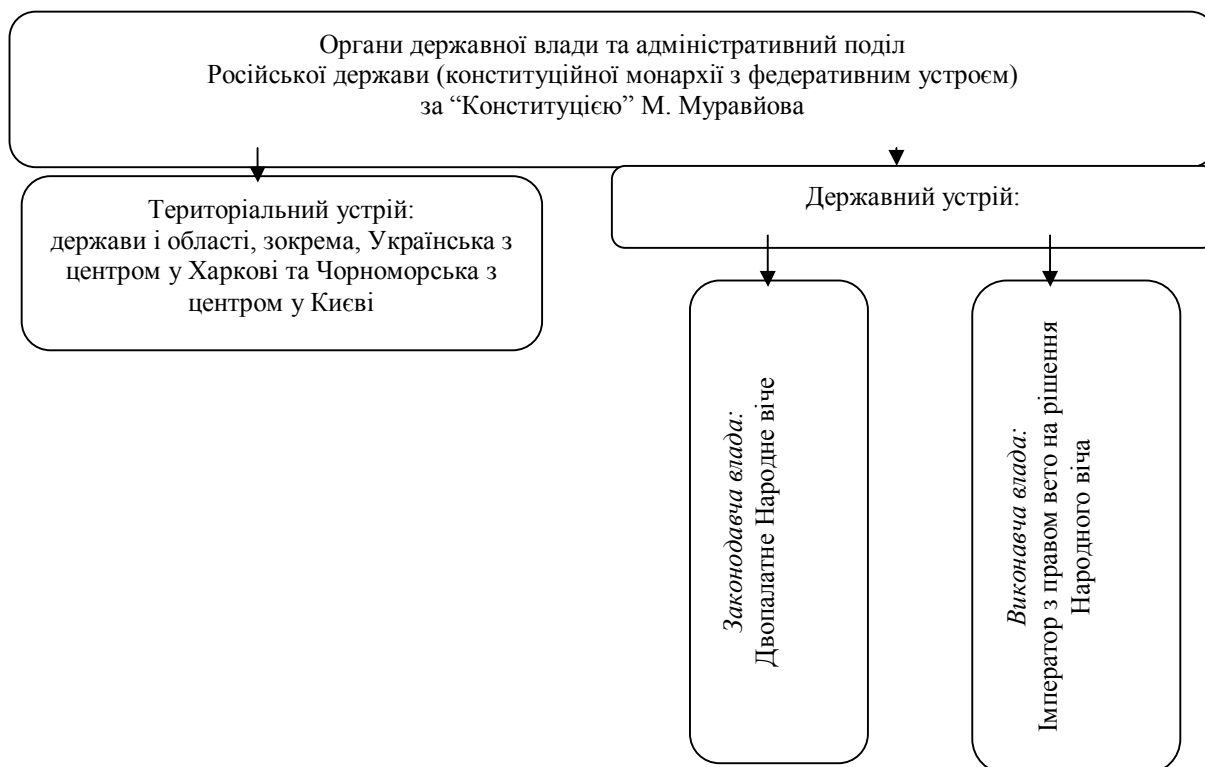 Органи державної влади та адміністративний поділ
Російської держави (конституційної монархії з федеративним устроєм)
за “Конституцією” М. Муравйова
Територіальний устрій:
держави і області, зокрема, Українська з
центром у Харкові та Чорноморська з
центром у Києві
Державний устрій:
Законодавча влада:
Двопалатне Народне віче
Виконавча влада:
Імператор з правом вето на рішення
Народного віча